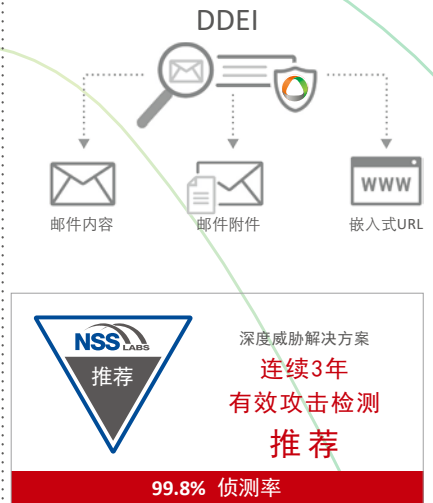 DDEI
邮件内容
邮件附件
WWW
嵌入式URL
NSS LABS
推荐
深度威胁解决方案
连续3年
有效攻击检测
推荐
99.8% 侦测率